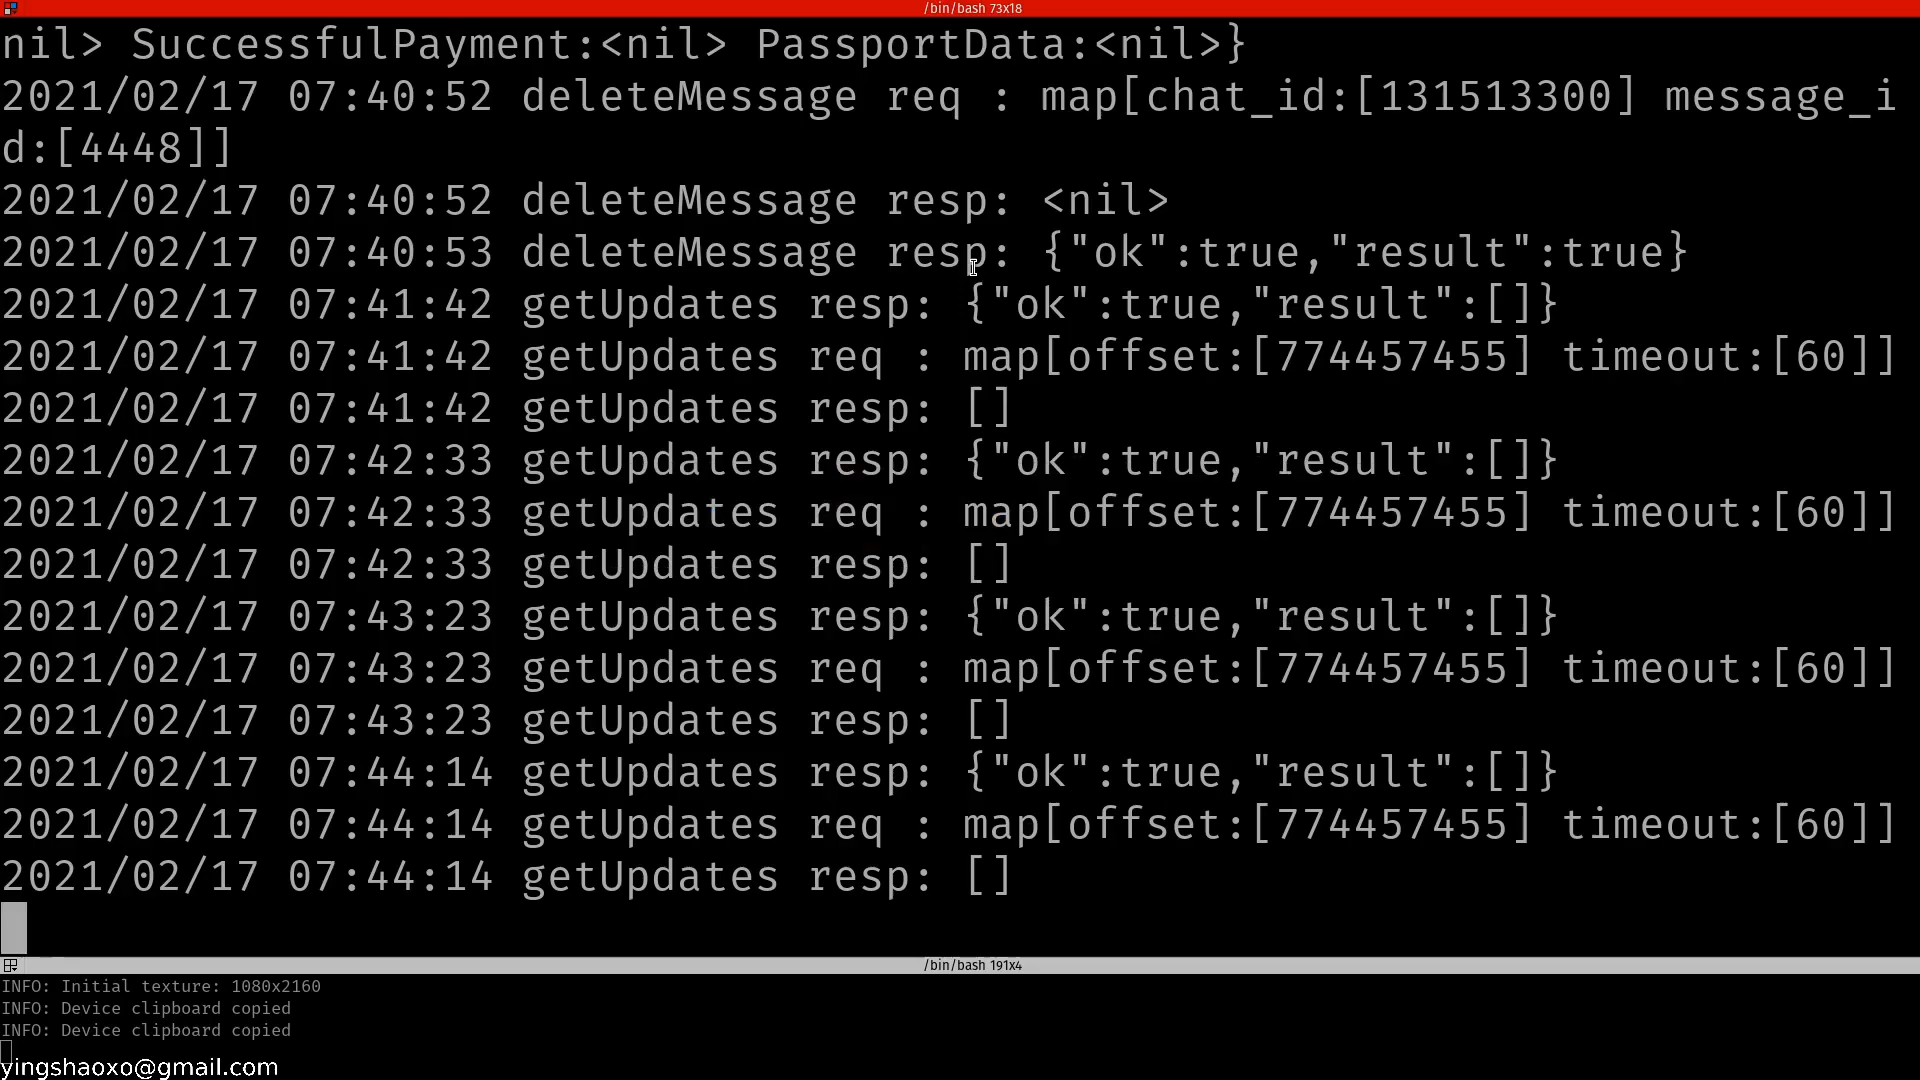 /bin/bash 73x18
nil> SuccessfulPayment:<nil> PassportData:<nil>}
2021/02/17 07:40:52 deleteMessage req : map[chat_id:[131513300] message_i
d:[4448]]
2021/02/17 07:40:52 deleteMessage resp: <nil>
2021/02/17 07:40:53 deleteMessage resp: {"ok":true,"result":true}
2021/02/17 07:41:42 getUpdates resp: {"ok":true,"result":[]}
2021/02/17 07:41:42 getUpdates req : map[offset:[774457455] timeout:[60]]
2021/02/17 07:41:42 getUpdates resp: []
2021/02/17 07:42:33 getUpdates resp: {"ok":true,"result":[]}
2021/02/17 07:42:33 getUpdates req : map[offset:[774457455] timeout:[60]]
2021/02/17 07:42:33 getUpdates resp: []
2021/02/17 07:43:23 getUpdates resp: {"ok":true,"result":[]}
2021/02/17 07:43:23 getUpdates req : map[offset:[774457455] timeout:[60]]
2021/02/17 07:43:23 getUpdates resp: []
2021/02/17 07:44:14 getUpdates resp: {"ok":true,"result":[]}
2021/02/17 07:44:14 getUpdates req : map[offset:[774457455] timeout:[60]]
2021/02/17 07:44:14 getUpdates resp: []
/bin/bash 191x4
INFO: Initial texture: 1080x2160
INFO: Device clipboard copied
INFO: Device clipboard copied
yingshaoxo@gmail.com